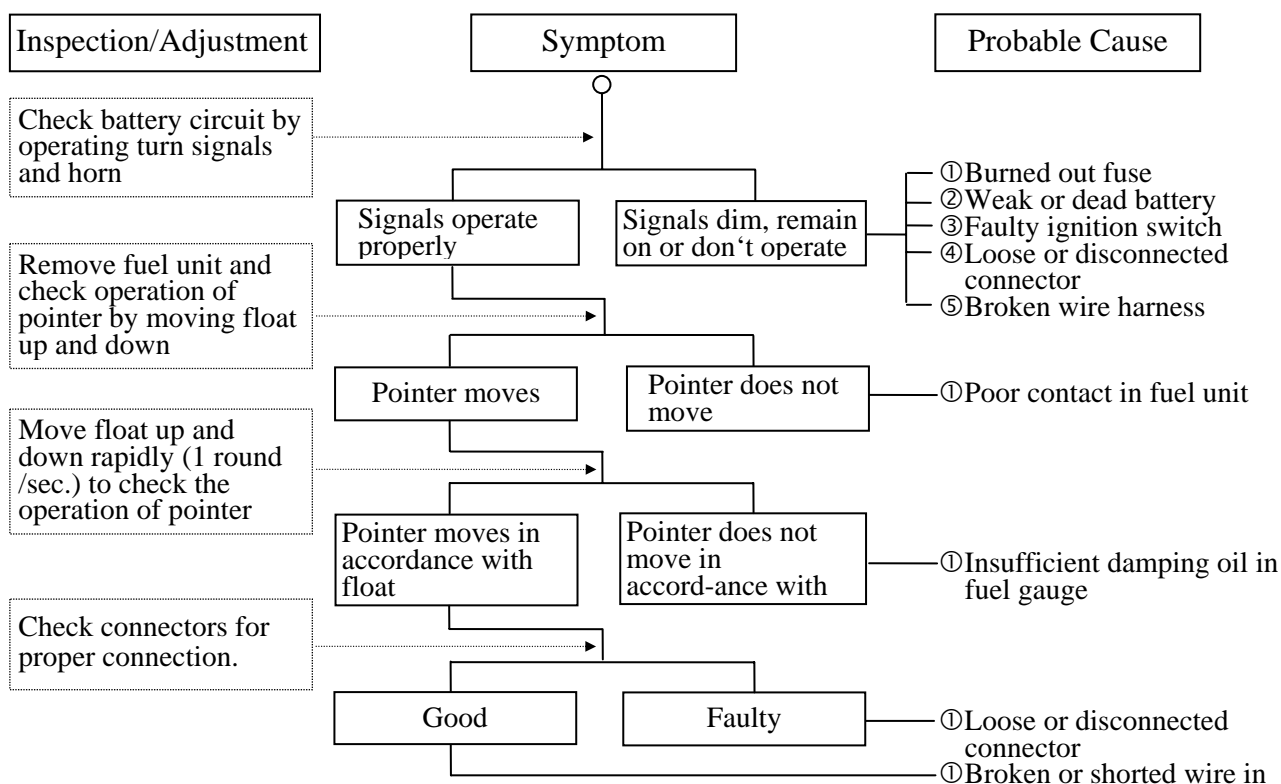 Inspection/Adjustment
Symptom
Probable Cause
Check battery circuit by
operating turn signals
and horn
Signals operate
properly
Signals dim, remain
on or don‘t operate
①Burned out fuse
②Weak or dead battery
③Faulty ignition switch
④Loose or disconnected
connector
⑤Broken wire harness
Remove fuel unit and
check operation of
pointer by moving float
up and down
Pointer moves
Pointer does not
move
①Poor contact in fuel unit
Move float up and
down rapidly (1 round
/sec.) to check the
operation of pointer
Pointer moves in
accordance with
float
Pointer does not
move in
accord-ance with
①Insufficient damping oil in
fuel gauge
Check connectors for
proper connection.
Good
Faulty
①Loose or disconnected
connector
①Broken or shorted wire in